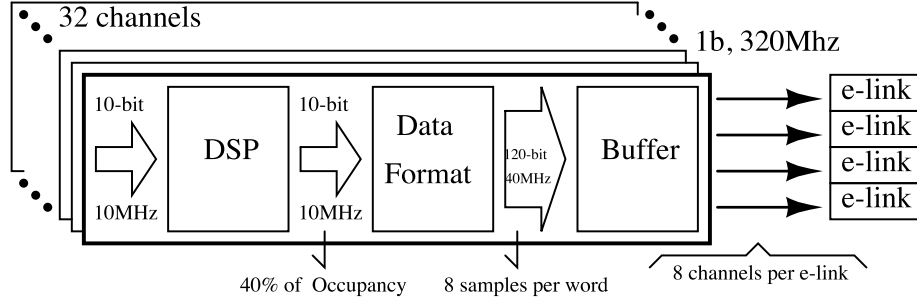 32 channels
1b, 320Mhz
10-bit
10MHz
DSP
10-bit
10MHz
Data
Format
120-bit
40MHz
Buffer
e-link
e-link
e-link
e-link
40% of Occupancy
8 samples per word
8 channels per e-link